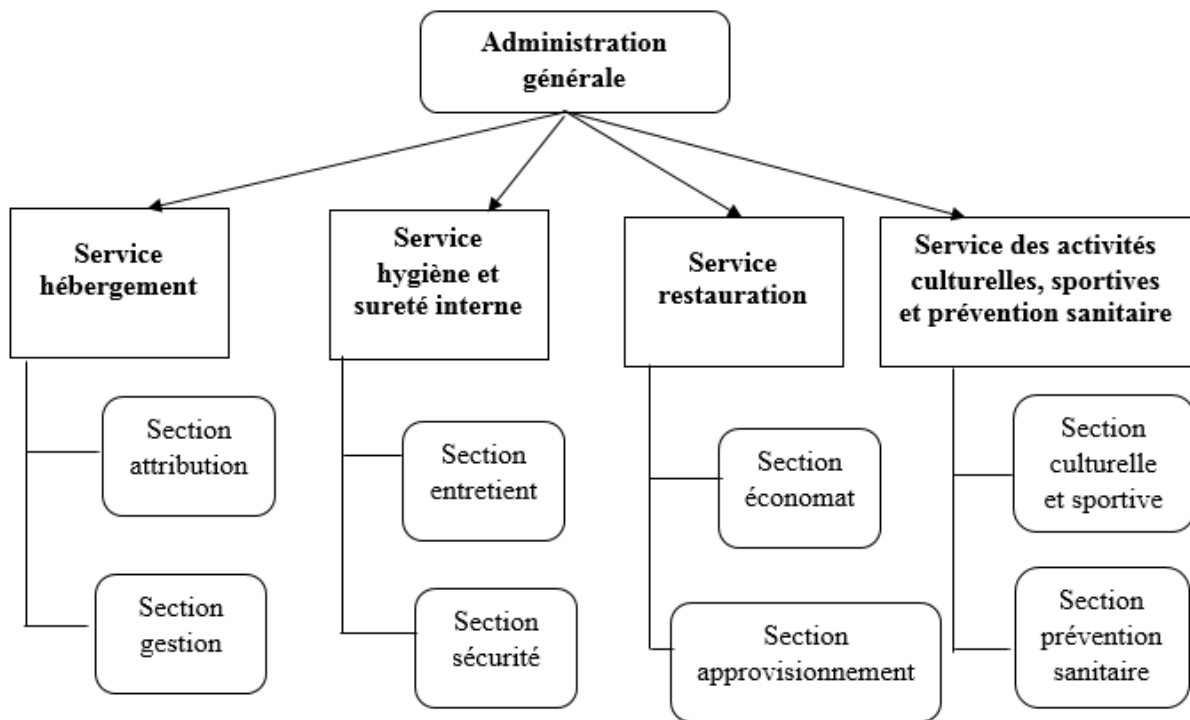 Administration
générale
Service
hébergement
Service
hygiène et
sureté interne
Service
restauration
Service des activités
culturelles, sportives
et prévention sanitaire
Section
attribution
Section
entretient
Section
économat
Section
culturelle
et sportive
Section
gestion
Section
sécurité
Section
approvisionnement
Section
prévention
sanitaire